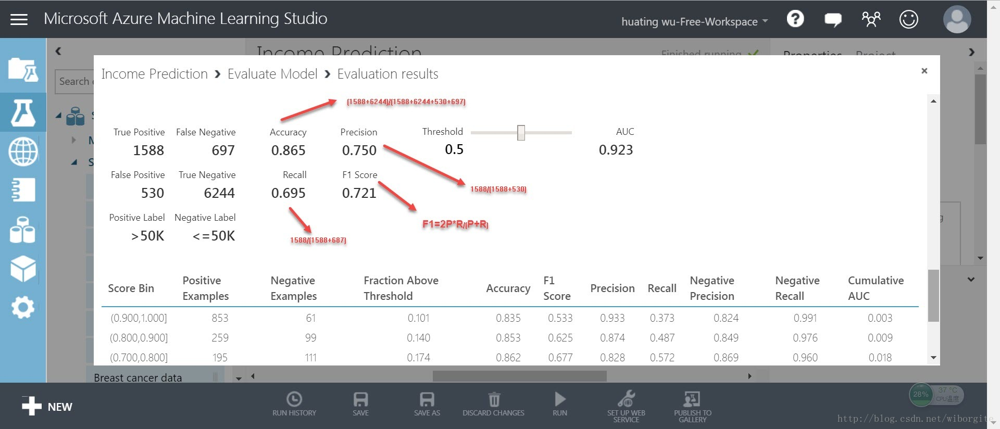 Microsoft Azure Machine Learning Studio
huating wu-Free-Workspace
?
Income Prediction
Finished running
Properties Project
Search
Income Prediction > Evaluate Model > Evaluation results
×
(1588+6244)/(1588+6244+530+697)
True Positive False Negative Accuracy Precision Threshold AUC
1588 697 0.865 0.750 0.5 0.923
False Positive True Negative Recall F1 Score
530 6244 0.695 0.721
1588/(1588+530)
Positive Label Negative Label
>50K <=50K
F1=2P*R/(P+R)
1588/(1588+687)
Score Bin Positive Examples Negative Examples Fraction Above Threshold Accuracy F1 Score Precision Recall Negative Precision Negative Recall Cumulative AUC
(0.900,1.000] 853 61 0.101 0.835 0.533 0.933 0.373 0.824 0.991 0.003
(0.800,0.900] 259 99 0.140 0.853 0.625 0.874 0.487 0.849 0.976 0.009
(0.700,0.800] 195 111 0.174 0.862 0.677 0.828 0.572 0.869 0.960 0.018
Breast cancer data
NEW
RUN HISTORY
SAVE
SAVE AS
DISCARD CHANGES
RUN
SET UP WEB
SERVICE
PUBLISH TO
GALLERY
28%
37 °C
CPU温度
http://blog.csdn.net/wiborgite